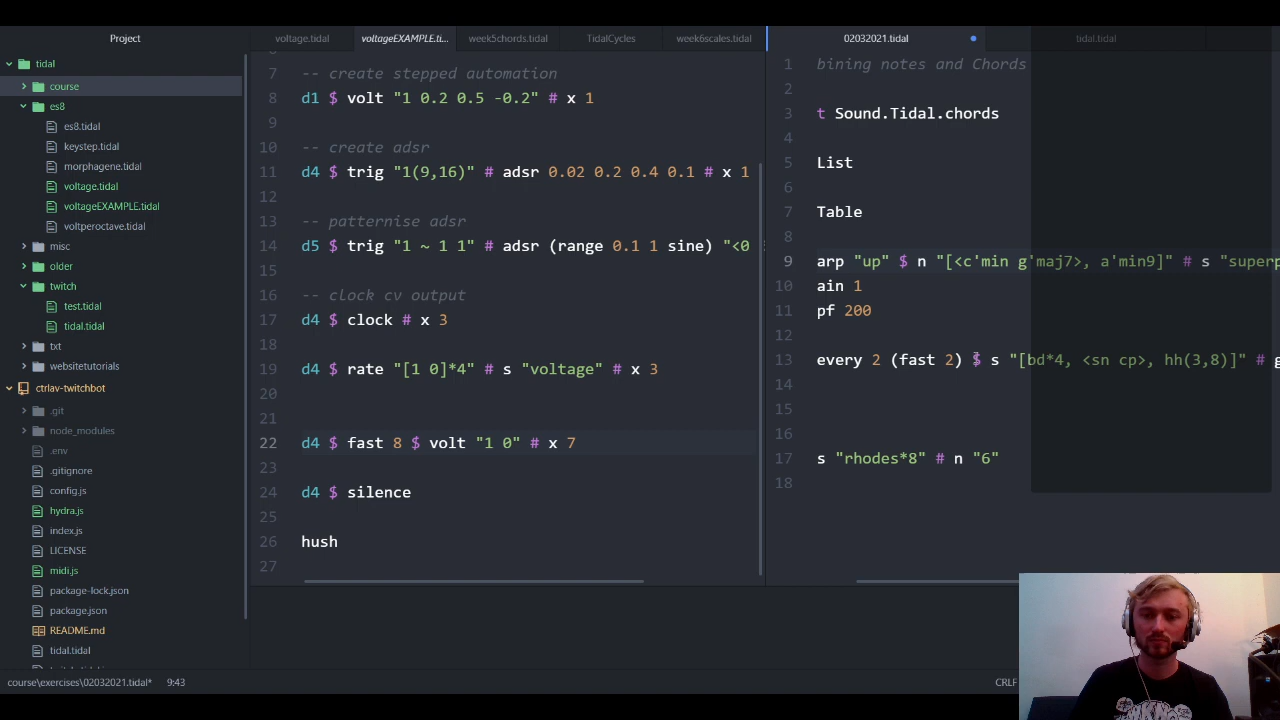 Project
tidal
course
es8
es8.tidal
keystep.tidal
morphagene.tidal
voltage.tidal
voltageEXAMPLE.tidal
voltperoctave.tidal
misc
older
twitch
test.tidal
tidal.tidal
txt
websitetutorials
ctrlav-twitchbot
.git
node_modules
.env
.gitignore
config.js
hydra.js
index.js
LICENSE
midi.js
package-lock.json
package.json
README.md
tidal.tidal
voltage.tidal voltageEXAMPLE.ti... week5chords.tidal TidalCycles week6scales.tidal
7 -- create stepped automation
8 d1 $ volt "1 0.2 0.5 -0.2" # x 1
9
10 -- create adsr
11 d4 $ trig "1(9,16)" # adsr 0.02 0.2 0.4 0.1 # x 1
12
13 -- patternise adsr
14 d5 $ trig "1 ~ 1 1" # adsr (range 0.1 1 sine) "<0
15
16 -- clock cv output
17 d4 $ clock # x 3
18
19 d4 $ rate "[1 0]*4" # s "voltage" # x 3
20
21
22 d4 $ fast 8 $ volt "1 0" # x 7
23
24 d4 $ silence
25
26 hush
27
02032021.tidal tidal.tidal
1 bining notes and Chords
2
3 t Sound.Tidal.chords
4
5 List
6
7 Table
8
9 arp "up" $ n "[<c'min g'maj7>, a'min9]" # s "superp
10 ain 1
11 pf 200
12
13 every 2 (fast 2) $ s "[bd*4, <sn cp>, hh(3,8)]" # g
14
15
16
17 s "rhodes*8" # n "6"
18
course\exercises\02032021.tidal* 9:43 CRLF